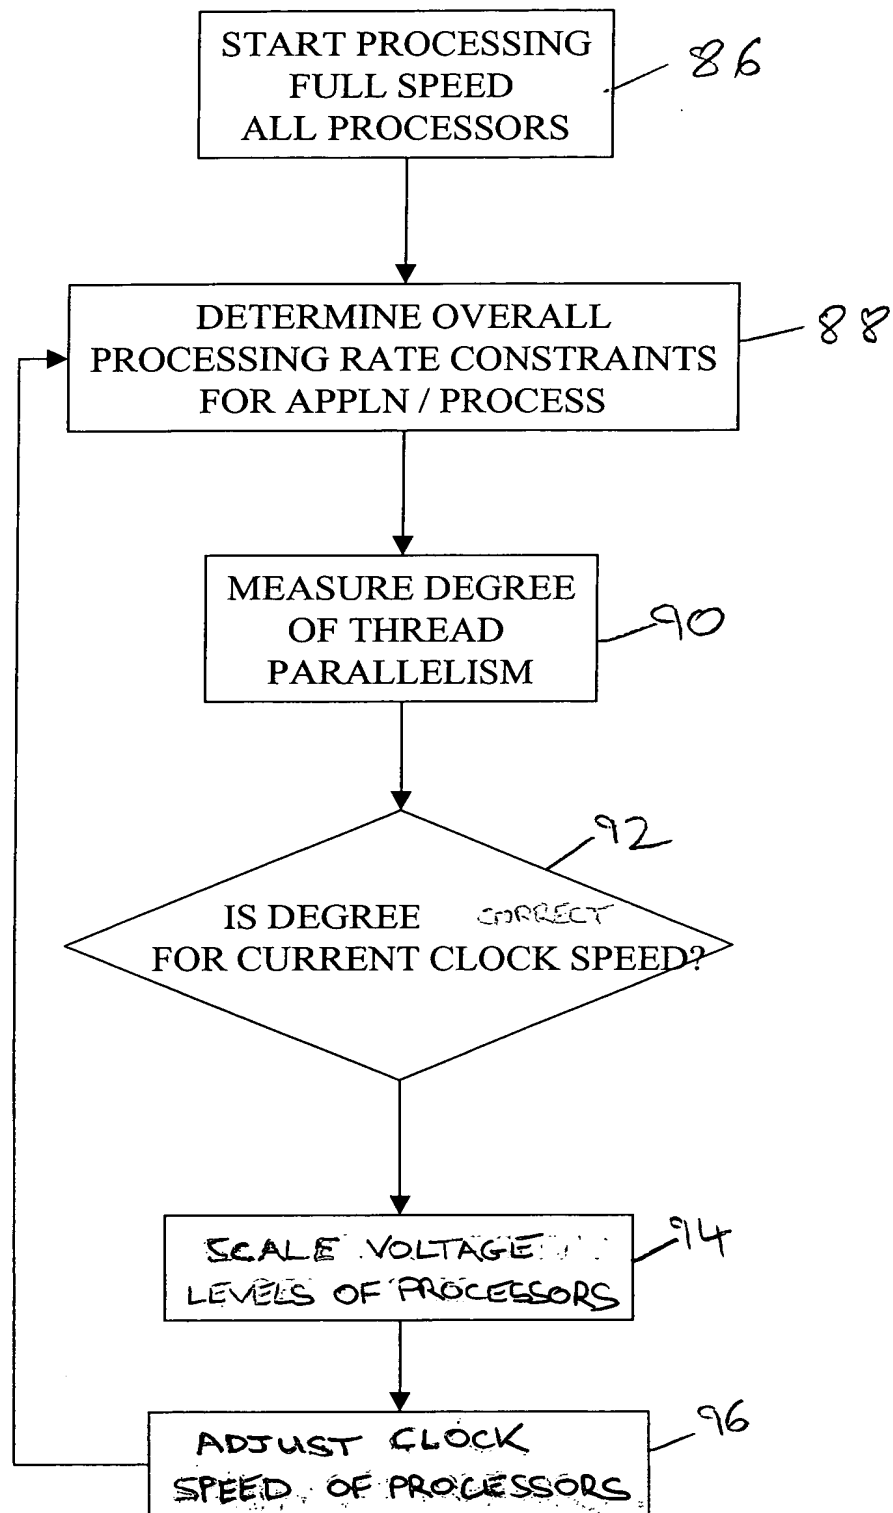 START PROCESSING
FULL SPEED
ALL PROCESSORS
86
DETERMINE OVERALL
PROCESSING RATE CONSTRAINTS
FOR APPLN / PROCESS
88
MEASURE DEGREE
OF THREAD
PARALLELISM
90
92
IS DEGREE CORRECT
FOR CURRENT CLOCK SPEED?
SCALE VOLTAGE
LEVELS OF PROCESSORS
94
ADJUST CLOCK
SPEED OF PROCESSORS
96